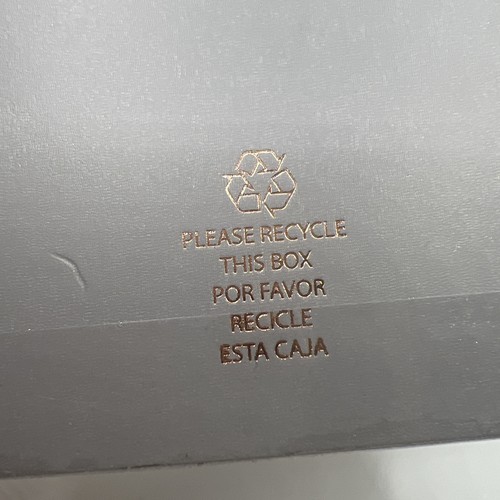 PLEASE RECYCLE
THIS BOX
POR FAVOR
RECICLE
ESTA CAJA